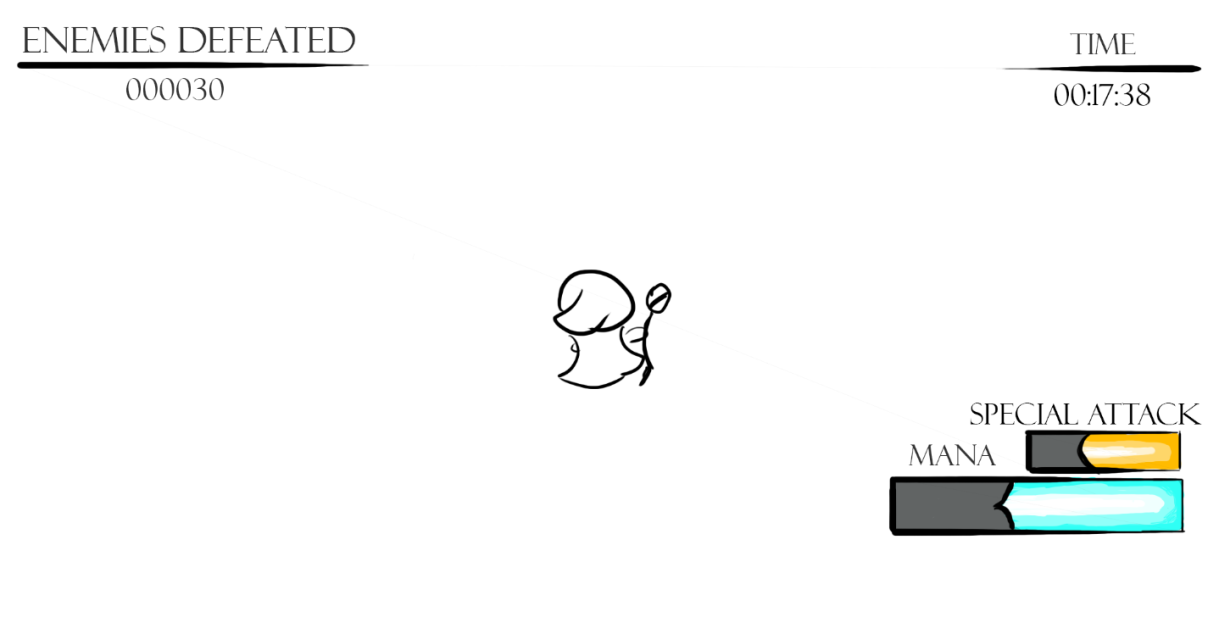 ENEMIES DEFEATED
000030
TIME
00:17:38
SPECIAL ATTACK
MANA